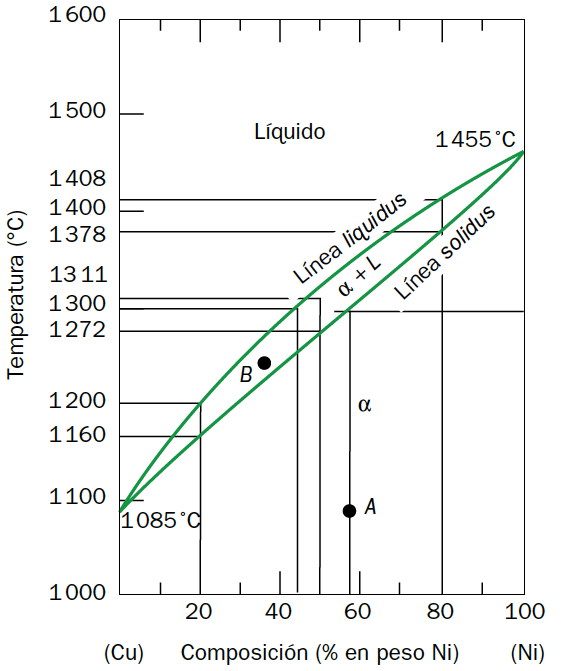 1600
1500
Líquido
1455°C
1408
1400
1378
Línea liquidus
Línea solidus
α + L
1311
1300
1272
B
α
1200
1160
1100
1085°C
A
1000
20
40
60
80
100
(Cu)
Composición (% en peso Ni)
(Ni)
Temperatura (°C)